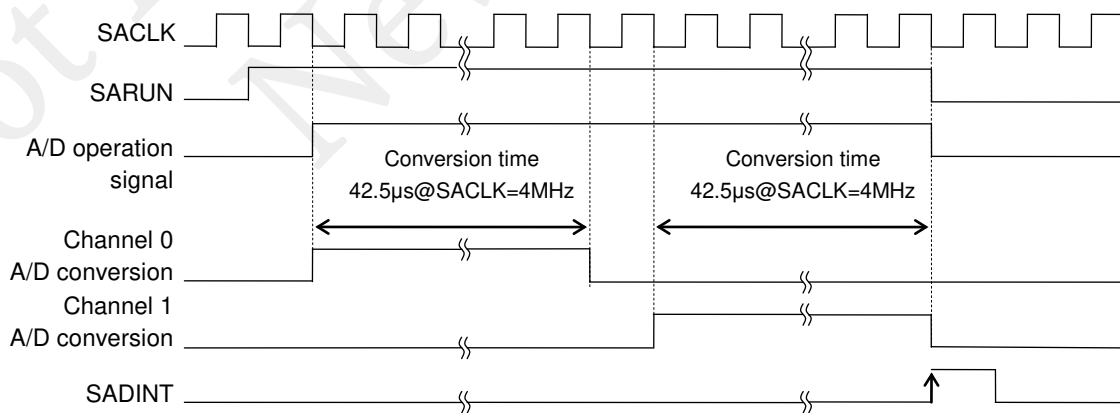 SACLK
SARUN
A/D operation
signal
Conversion time
42.5µs@SACLK=4MHz
Conversion time
42.5µs@SACLK=4MHz
Channel 0
A/D conversion
Channel 1
A/D conversion
SADINT